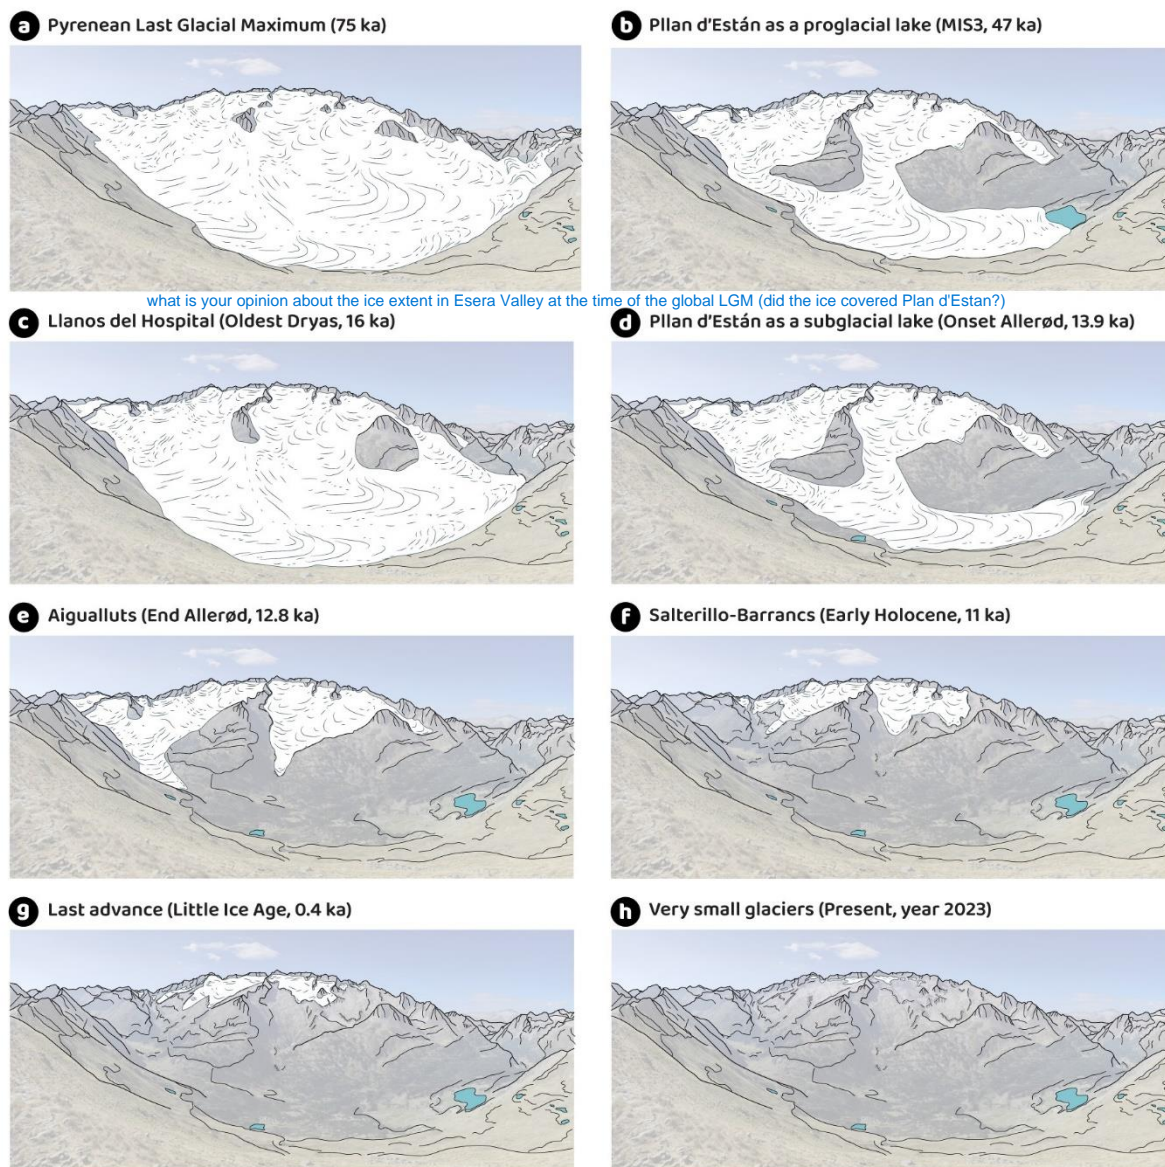 a Pyrenean Last Glacial Maximum (75 ka)
b Pllan d'Están as a proglacial lake (MIS3, 47 ka)
what is your opinion about the ice extent in Esera Valley at the time of the global LGM (did the ice covered Plan d'Estan?)
c Llanos del Hospital (Oldest Dryas, 16 ka)
d Pllan d'Están as a subglacial lake (Onset Allerød, 13.9 ka)
e Aigualluts (End Allerød, 12.8 ka)
f Salterillo-Barrancs (Early Holocene, 11 ka)
g Last advance (Little Ice Age, 0.4 ka)
h Very small glaciers (Present, year 2023)